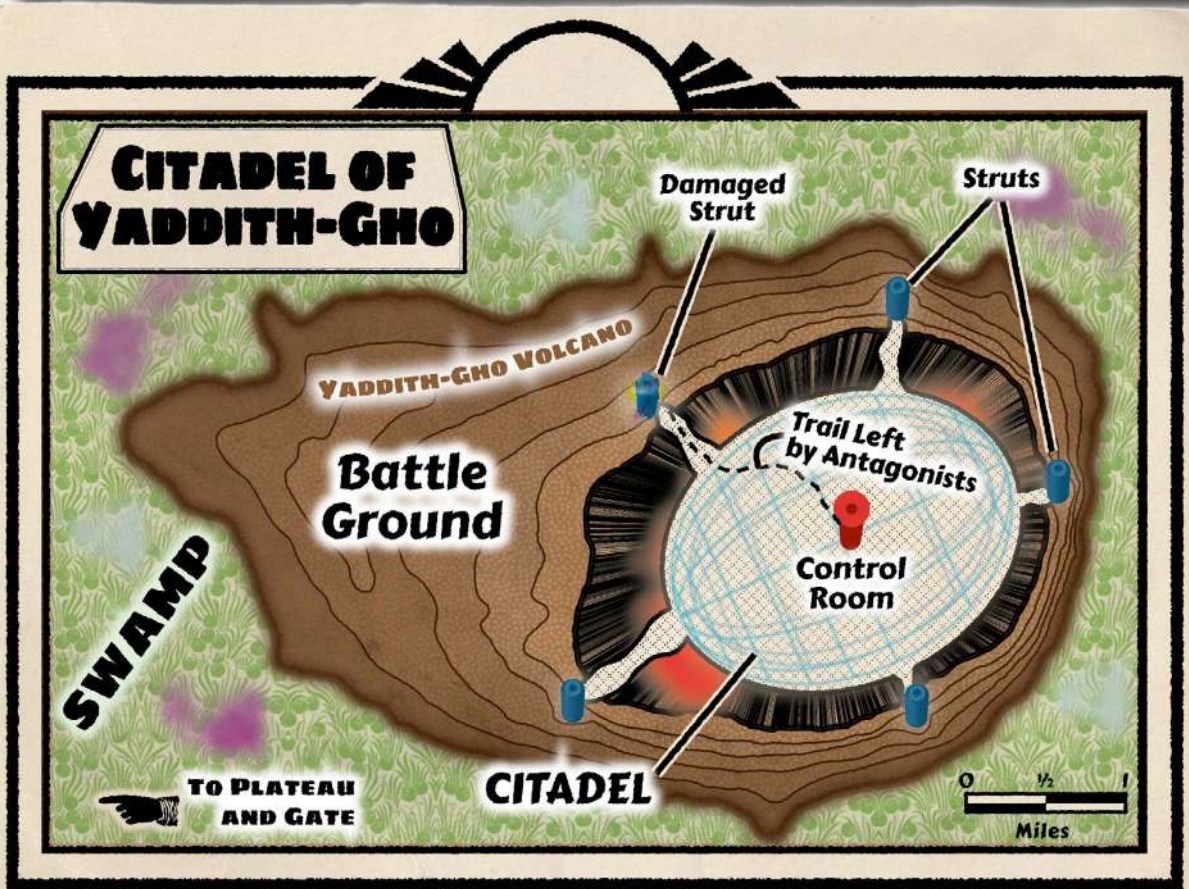 CITADEL OF
YADDITH-GHO
Damaged
Strut
Struts
YADDITH-GHO VOLCANO
Trail Left
by Antagonists
Battle
Ground
Control
Room
SWAMP
TO PLATEAU
AND GATE
CITADEL
0 1/2 1
Miles